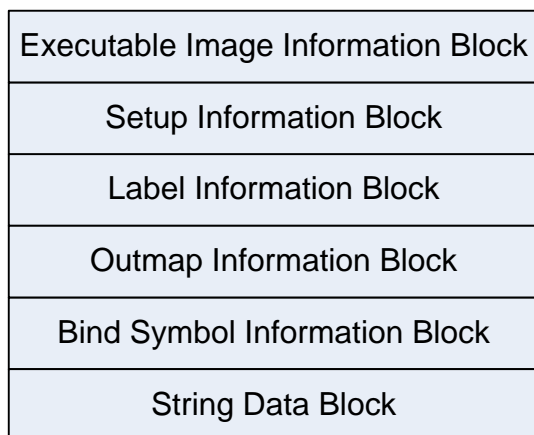 Executable Image Information Block
Setup Information Block
Label Information Block
Outmap Information Block
Bind Symbol Information Block
String Data Block